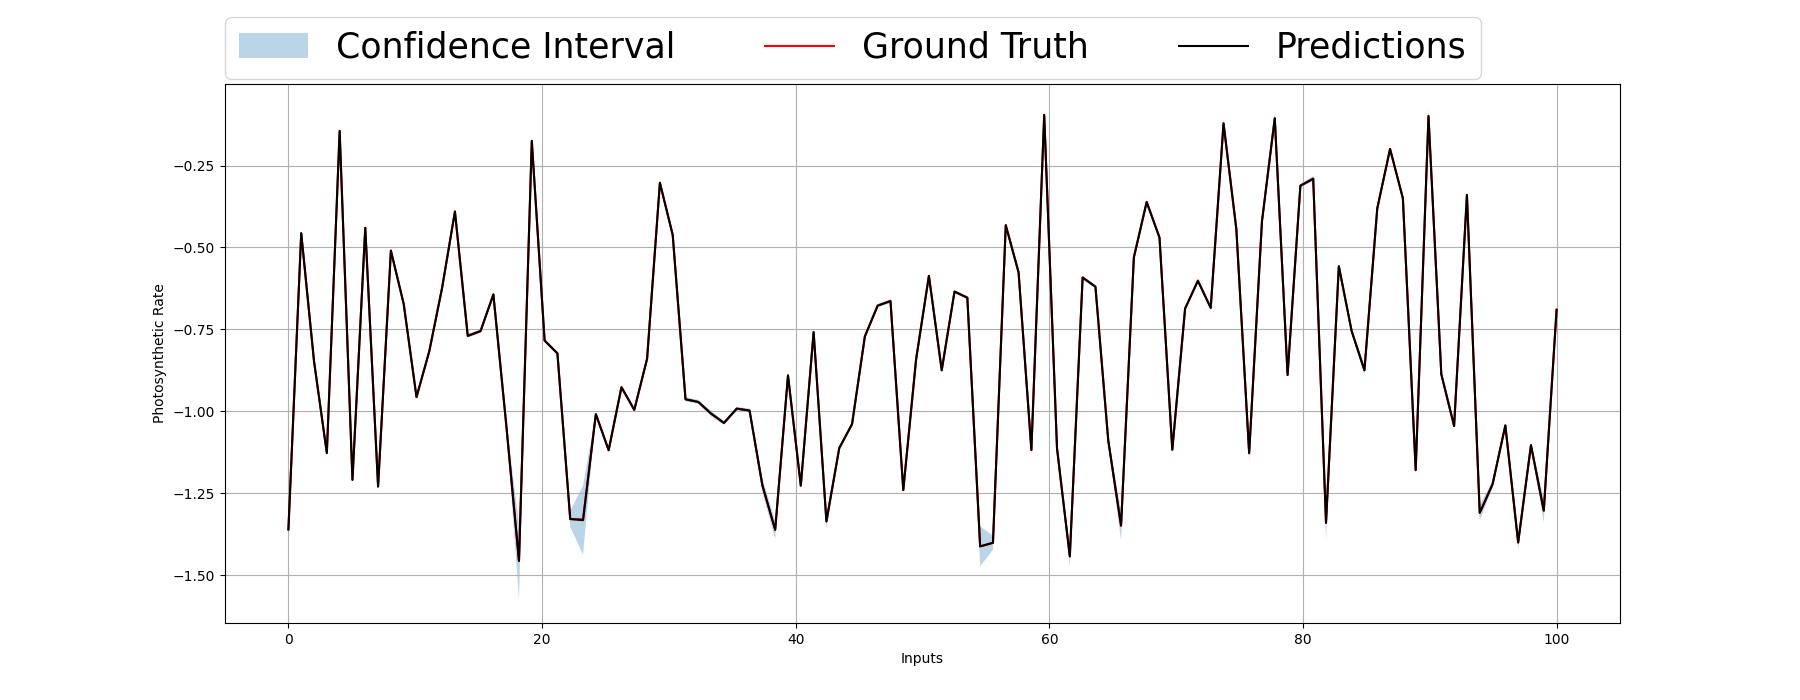 Confidence Interval Ground Truth Predictions
Photosynthetic Rate
−0.25
−0.50
−0.75
−1.00
−1.25
−1.50
0 20 40 60 80 100
Inputs